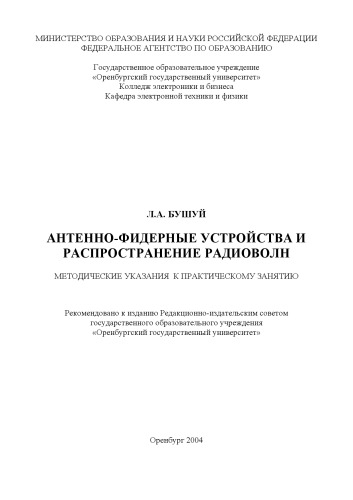 МИНИСТЕРСТВО ОБРАЗОВАНИЯ И НАУКИ РОССИЙСКОЙ ФЕДЕРАЦИИ
ФЕДЕРАЛЬНОЕ АГЕНТСТВО ПО ОБРАЗОВАНИЮ
Государственное образовательное учреждение
«Оренбургский государственный университет»
Колледж электроники и бизнеса
Кафедра электронной техники и физики
Л.А. БУШУЙ
АНТЕННО-ФИДЕРНЫЕ УСТРОЙСТВА И
РАСПРОСТРАНЕНИЕ РАДИОВОЛН
МЕТОДИЧЕСКИЕ УКАЗАНИЯ К ПРАКТИЧЕСКОМУ ЗАНЯТИЮ
Рекомендовано к изданию Редакционно-издательским советом
государственного образовательного учреждения
«Оренбургский государственный университет»
Оренбург 2004